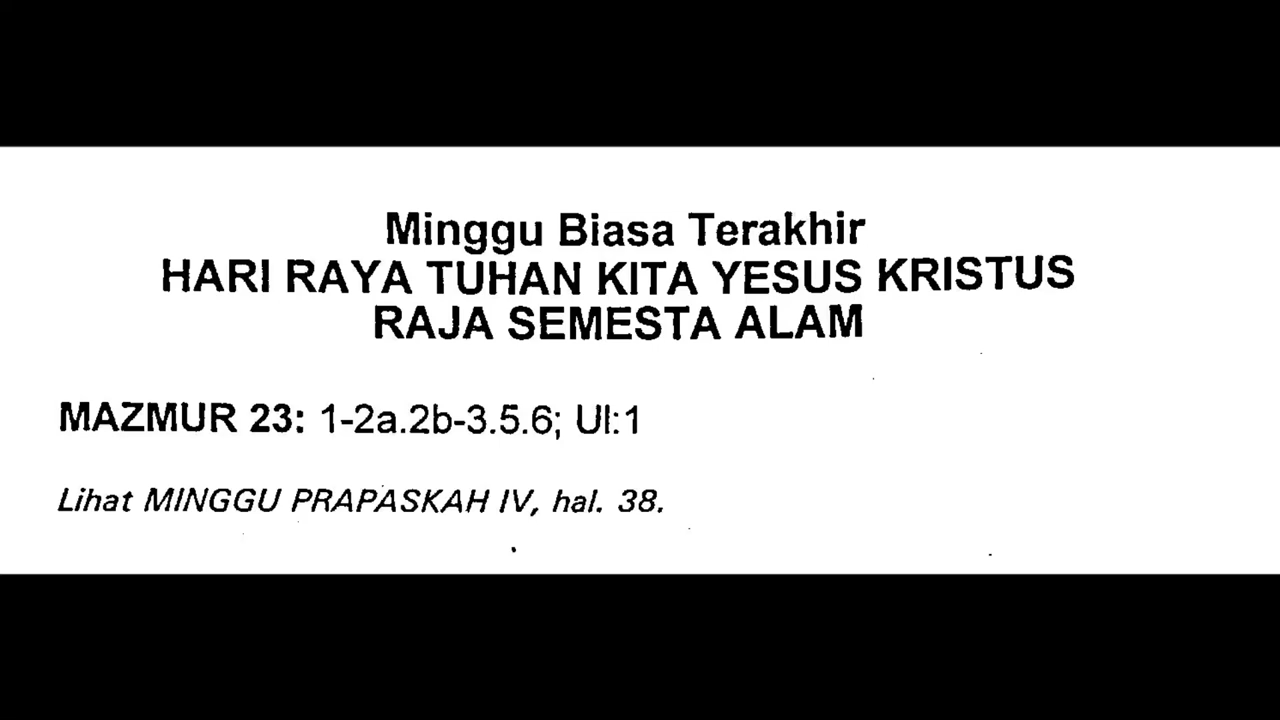 Minggu Biasa Terakhir
HARI RAYA TUHAN KITA YESUS KRISTUS
RAJA SEMESTA ALAM
MAZMUR 23: 1-2a.2b-3.5.6; Ul:1
Lihat MINGGU PRAPASKAH IV, hal. 38.